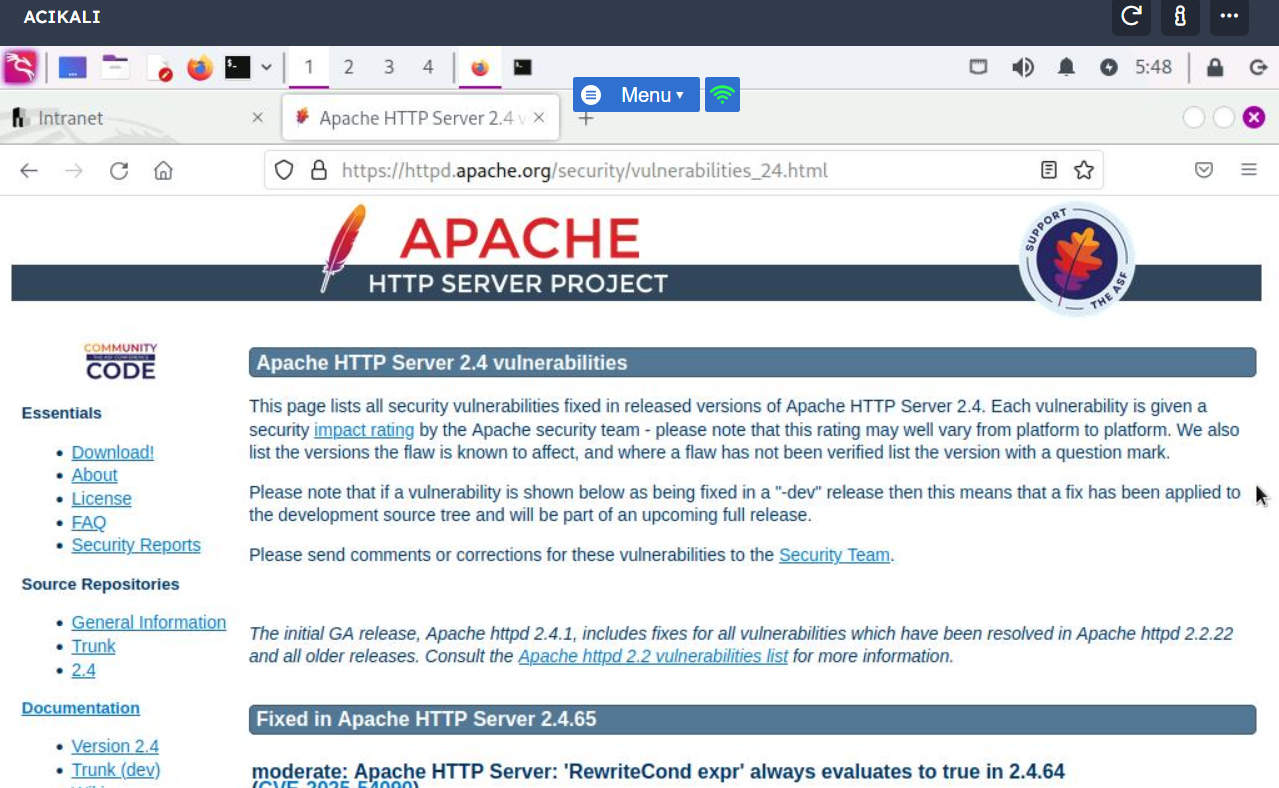 ACIKALI
1 2 3 4
5:48
Menu
Intranet
Apache HTTP Server 2.4
https://httpd.apache.org/security/vulnerabilities_24.html
APACHE
HTTP SERVER PROJECT
SUPPORT
THE ASF
COMMUNITY
CODE
Essentials
Download!
About
License
FAQ
Security Reports
Source Repositories
General Information
Trunk
2.4
Documentation
Version 2.4
Trunk (dev)
Apache HTTP Server 2.4 vulnerabilities
This page lists all security vulnerabilities fixed in released versions of Apache HTTP Server 2.4. Each vulnerability is given a
security impact rating by the Apache security team - please note that this rating may well vary from platform to platform. We also
list the versions the flaw is known to affect, and where a flaw has not been verified list the version with a question mark.
Please note that if a vulnerability is shown below as being fixed in a "-dev" release then this means that a fix has been applied to
the development source tree and will be part of an upcoming full release.
Please send comments or corrections for these vulnerabilities to the Security Team.
The initial GA release, Apache httpd 2.4.1, includes fixes for all vulnerabilities which have been resolved in Apache httpd 2.2.22
and all older releases. Consult the Apache httpd 2.2 vulnerabilities list for more information.
Fixed in Apache HTTP Server 2.4.65
moderate: Apache HTTP Server: 'RewriteCond expr' always evaluates to true in 2.4.64
(CVE-2025-54090)